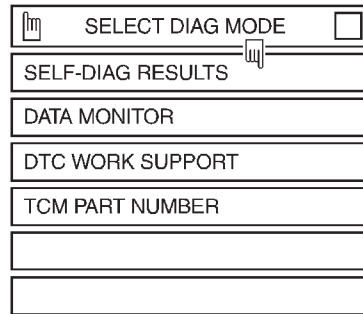 SELECT DIAG MODE
SELF-DIAG RESULTS
DATA MONITOR
DTC WORK SUPPORT
TCM PART NUMBER